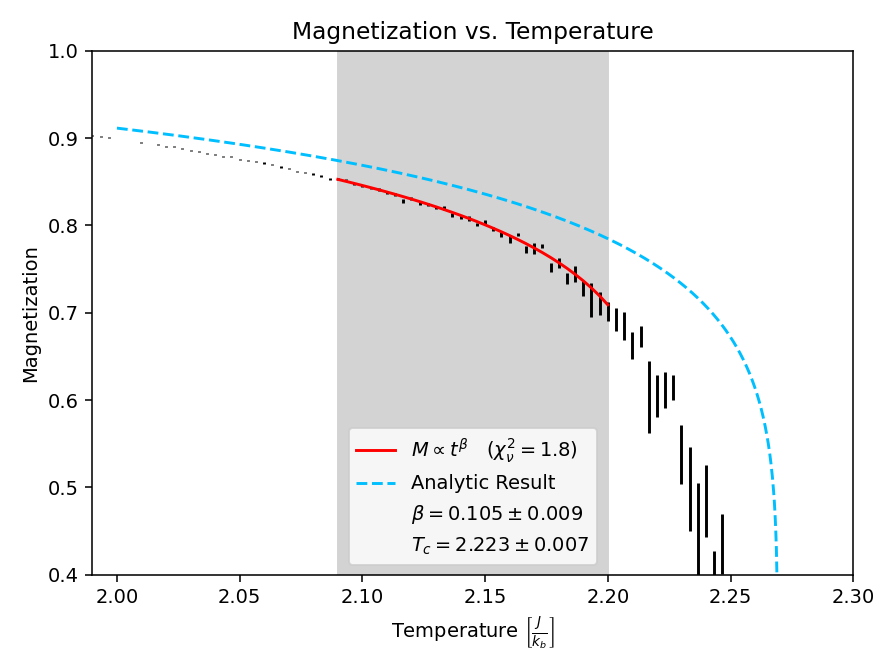 Magnetization vs. Temperature
Magnetization
1.0
0.9
0.8
0.7
0.6
0.5
0.4
M ∝ t^β (χ²_ν = 1.8)
Analytic Result
β = 0.105 ± 0.009
T_c = 2.223 ± 0.007
2.00 2.05 2.10 2.15 2.20 2.25 2.30
Temperature [J/k_b]